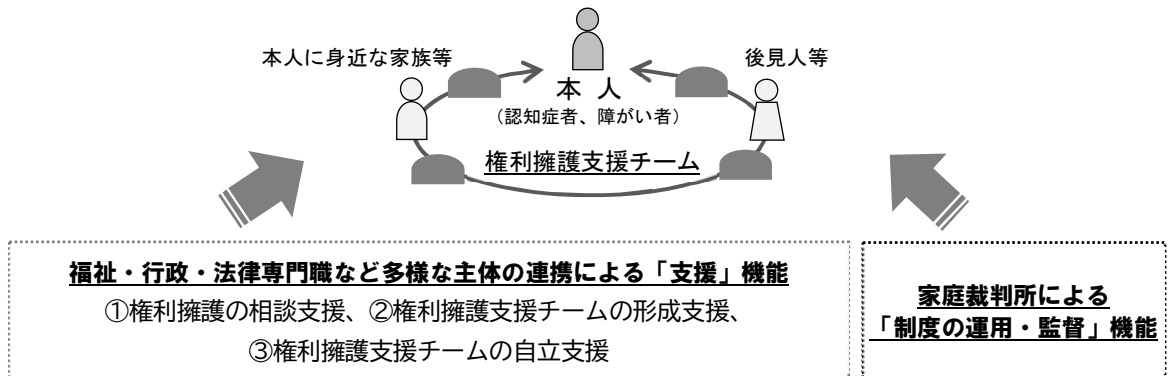 本人に身近な家族等
後見人等
本 人
（認知症者、障がい者）
権利擁護支援チーム
福祉・行政・法律専門職など多様な主体の連携による「支援」機能
①権利擁護の相談支援、②権利擁護支援チームの形成支援、
③権利擁護支援チームの自立支援
家庭裁判所による
「制度の運用・監督」機能